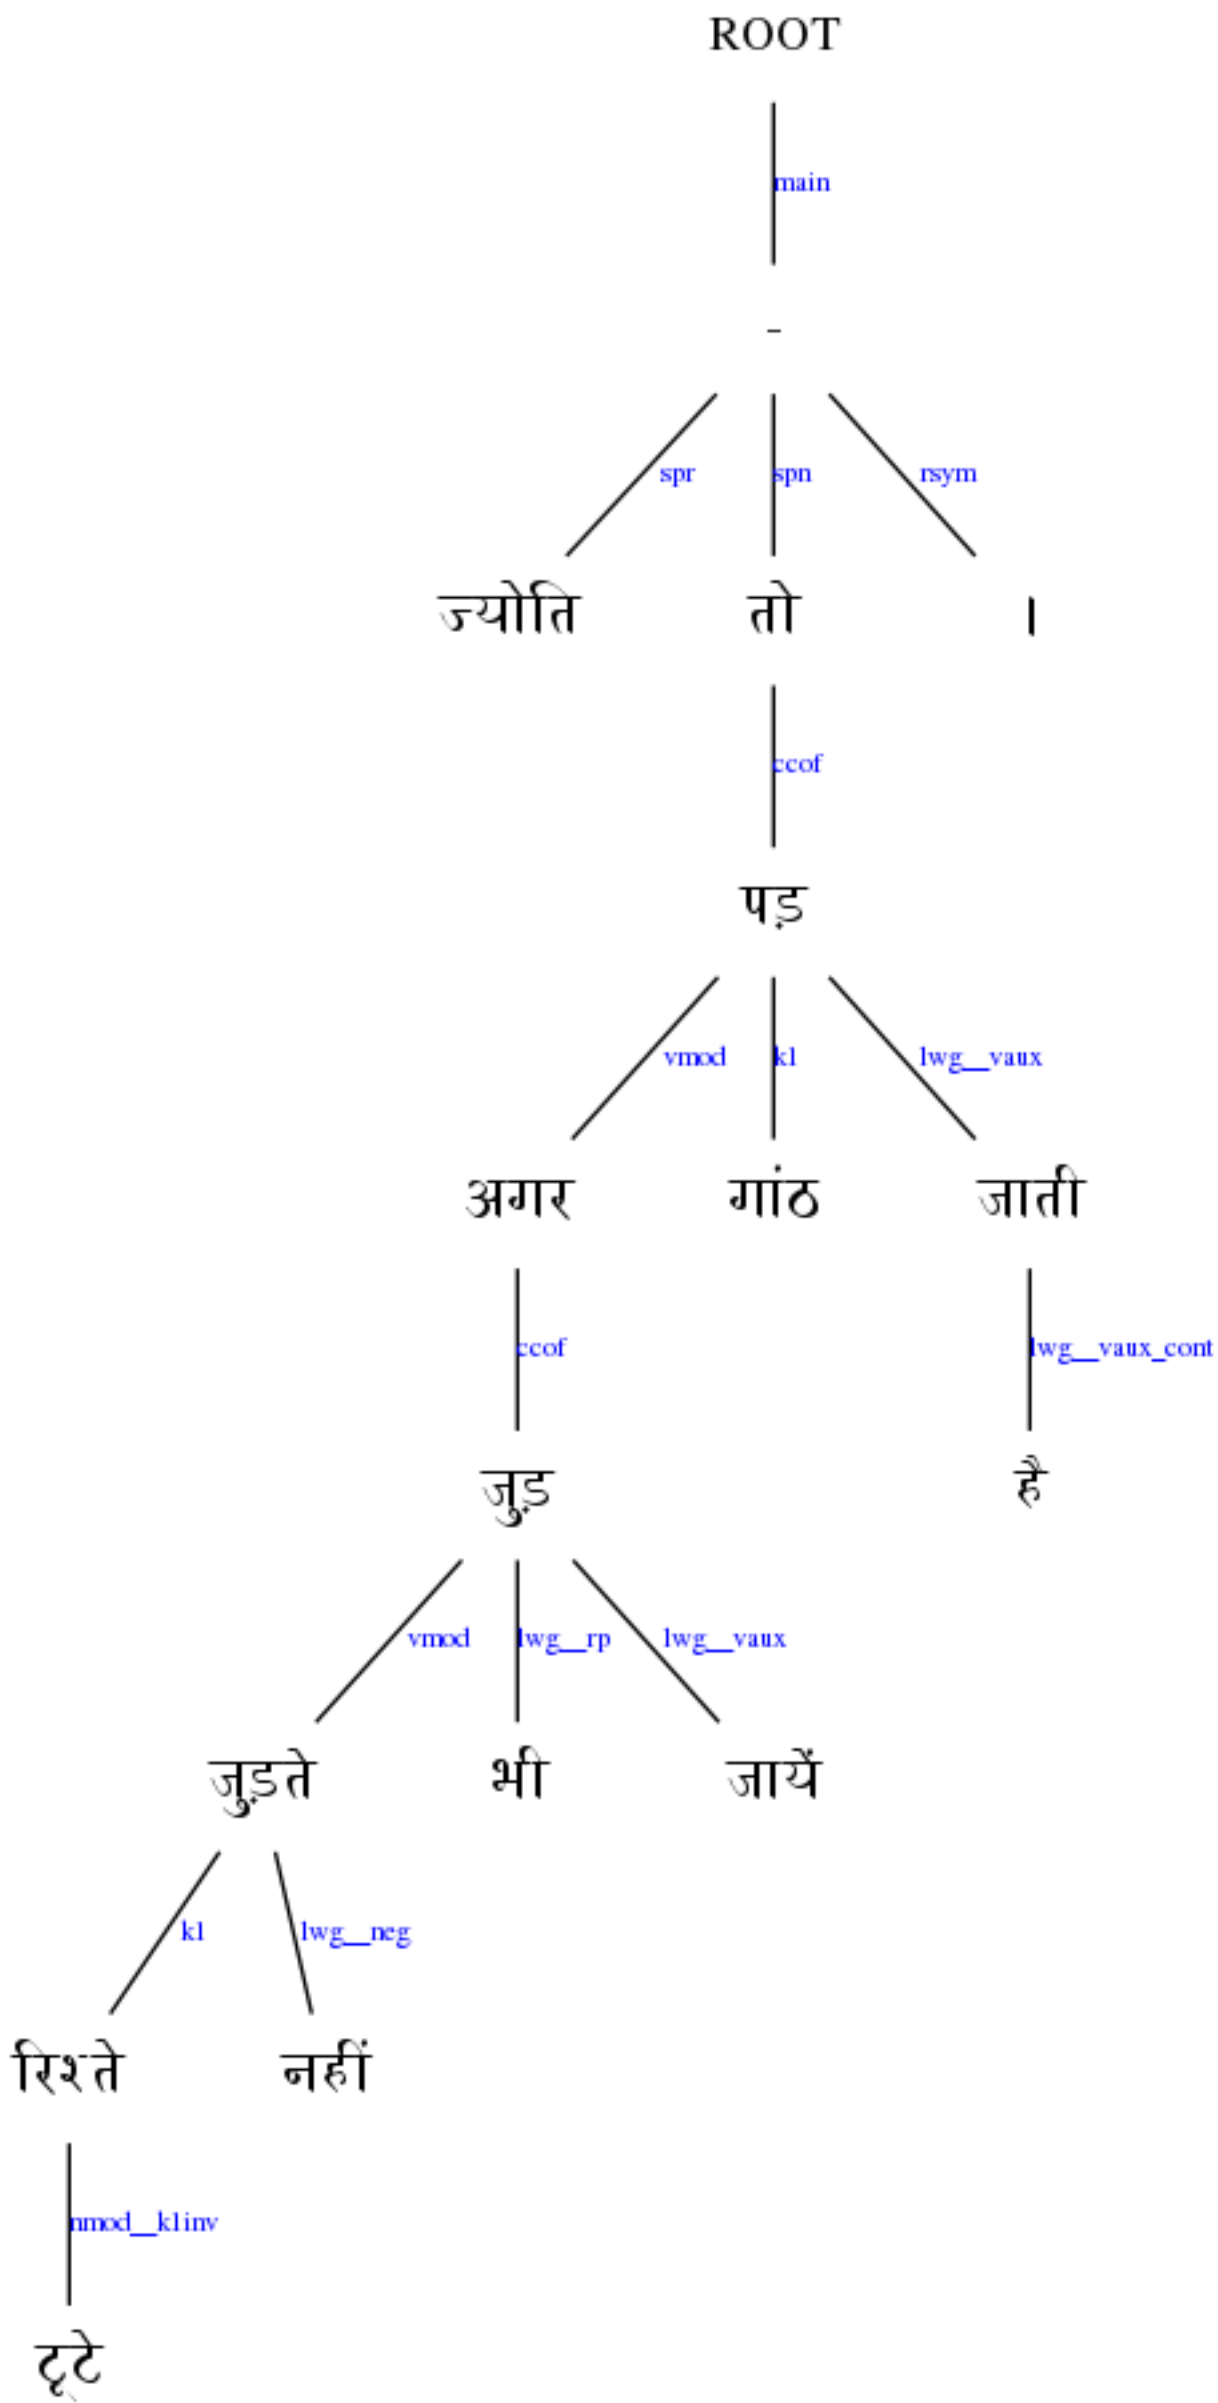 ROOT
main
-
spr spn rsym
ज्योति तो ।
ccof
पड़
vmod k1 lwg__vaux
अगर गांठ जाती
ccof lwg__vaux_cont
जुड़ है
vmod lwg__rp lwg__vaux
जुड़ते भी जायें
k1 lwg__neg
रिश्ते नहीं
nmod__k1inv
टूटे